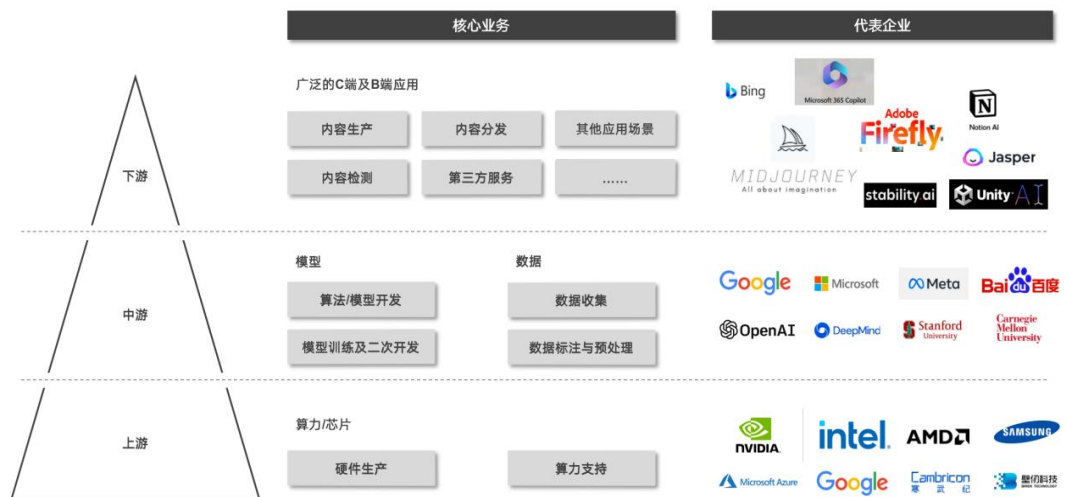 核心业务
代表企业
下游
广泛的C端及B端应用
内容生产
内容分发
其他应用场景
内容检测
第三方服务
……
Bing
Microsoft 365 Copilot
Adobe
Firefly
Notion AI
MIDJOURNEY
All about imagination
Jasper
stability.ai
Unity AI
中游
模型
数据
算法/模型开发
数据收集
模型训练及二次开发
数据标注与预处理
Google
Microsoft
Meta
Bai du 百度
OpenAI
DeepMind
Stanford
University
Carnegie
Mellon
University
上游
算力/芯片
硬件生产
算力支持
NVIDIA
intel.
AMD
SAMSUNG
Microsoft Azure
Google
Cambricon
寒武纪
壁仞科技